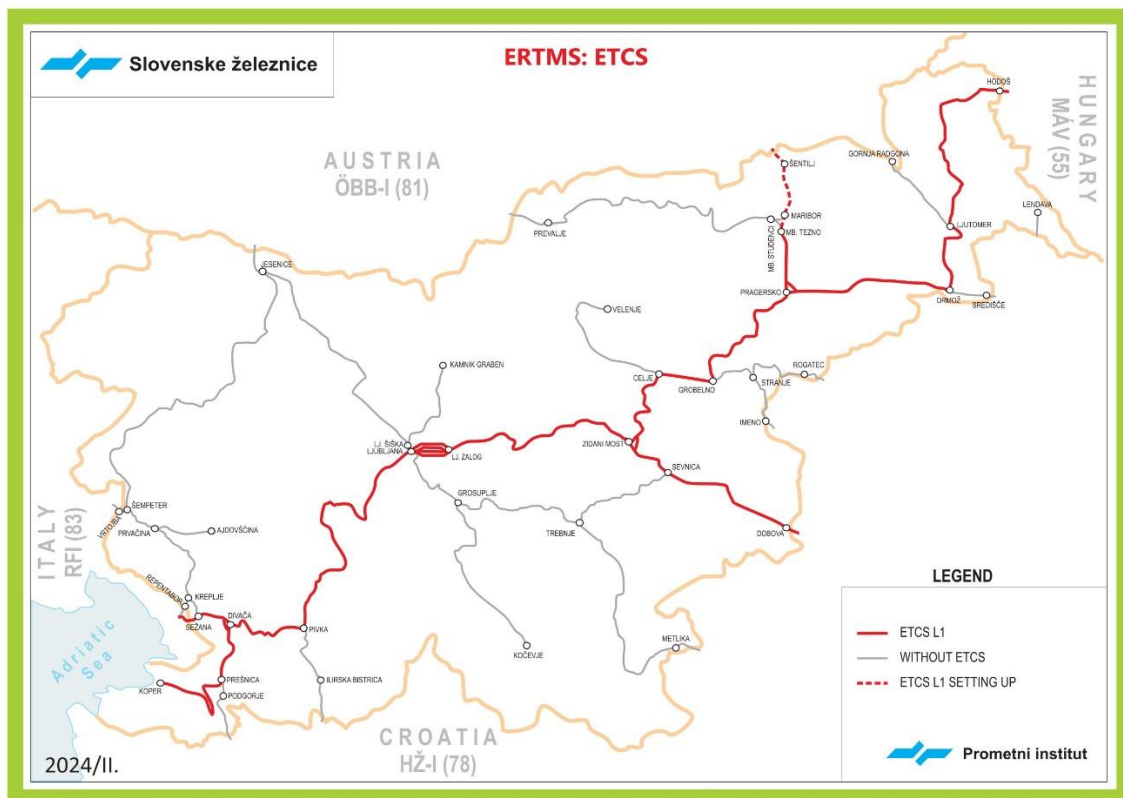 Slovenske železnice
ERTMS: ETCS
HUNGARY
MÁV (55)
AUSTRIA
ÖBB-I (81)
ITALY
RFI (83)
CROATIA
HŽ-I (78)
Adriatic
Sea
HODOŠ
GORNJA RADGONA
ŠENTILJ
LENDAVA
MARIBOR
LJUTOMER
PREVALJE
MB. STUDENCI
MB. TEZNO
JESENICE
PRAGERSKO
ORMOŽ
SREDIŠČE
VELENJE
KAMNIK GRABEN
CELJE
GROBELNO
ROGATEC
STRANJE
IMENO
LJ. ŠIŠKA
LJUBLJANA
LJ. ZALOG
ZIDANI MOST
SEVNICA
GROSUPLJE
ŠEMPETER
VRTOJBA
PRVAČINA
AJDOVŠČINA
TREBNJE
DOBOVA
REPENTABOR
KREPLJE
SEŽANA
DIVAČA
PIVKA
KOČEVJE
METLIKA
KOPER
PREŠNICA
PODGORJE
ILIRSKA BISTRICA
LEGEND
ETCS L1
WITHOUT ETCS
ETCS L1 SETTING UP
Prometni institut
2024/II.